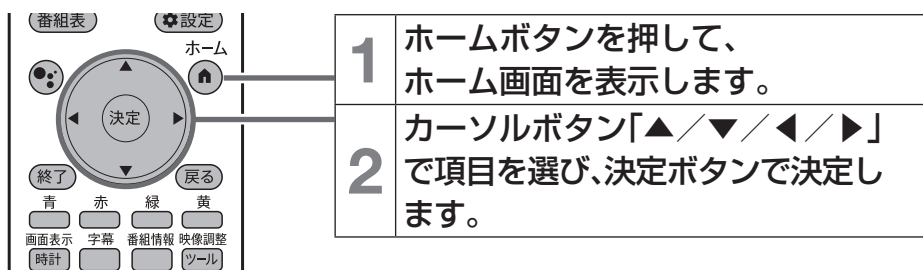 番組表
設定
ホーム
決定
終了
戻る
青 赤 緑 黄
画面表示 字幕 番組情報 映像調整
時計 ツール
1
ホームボタンを押して、
ホーム画面を表示します。
2
カーソルボタン「▲／▼／◀／▶」
で項目を選び、決定ボタンで決定し
ます。